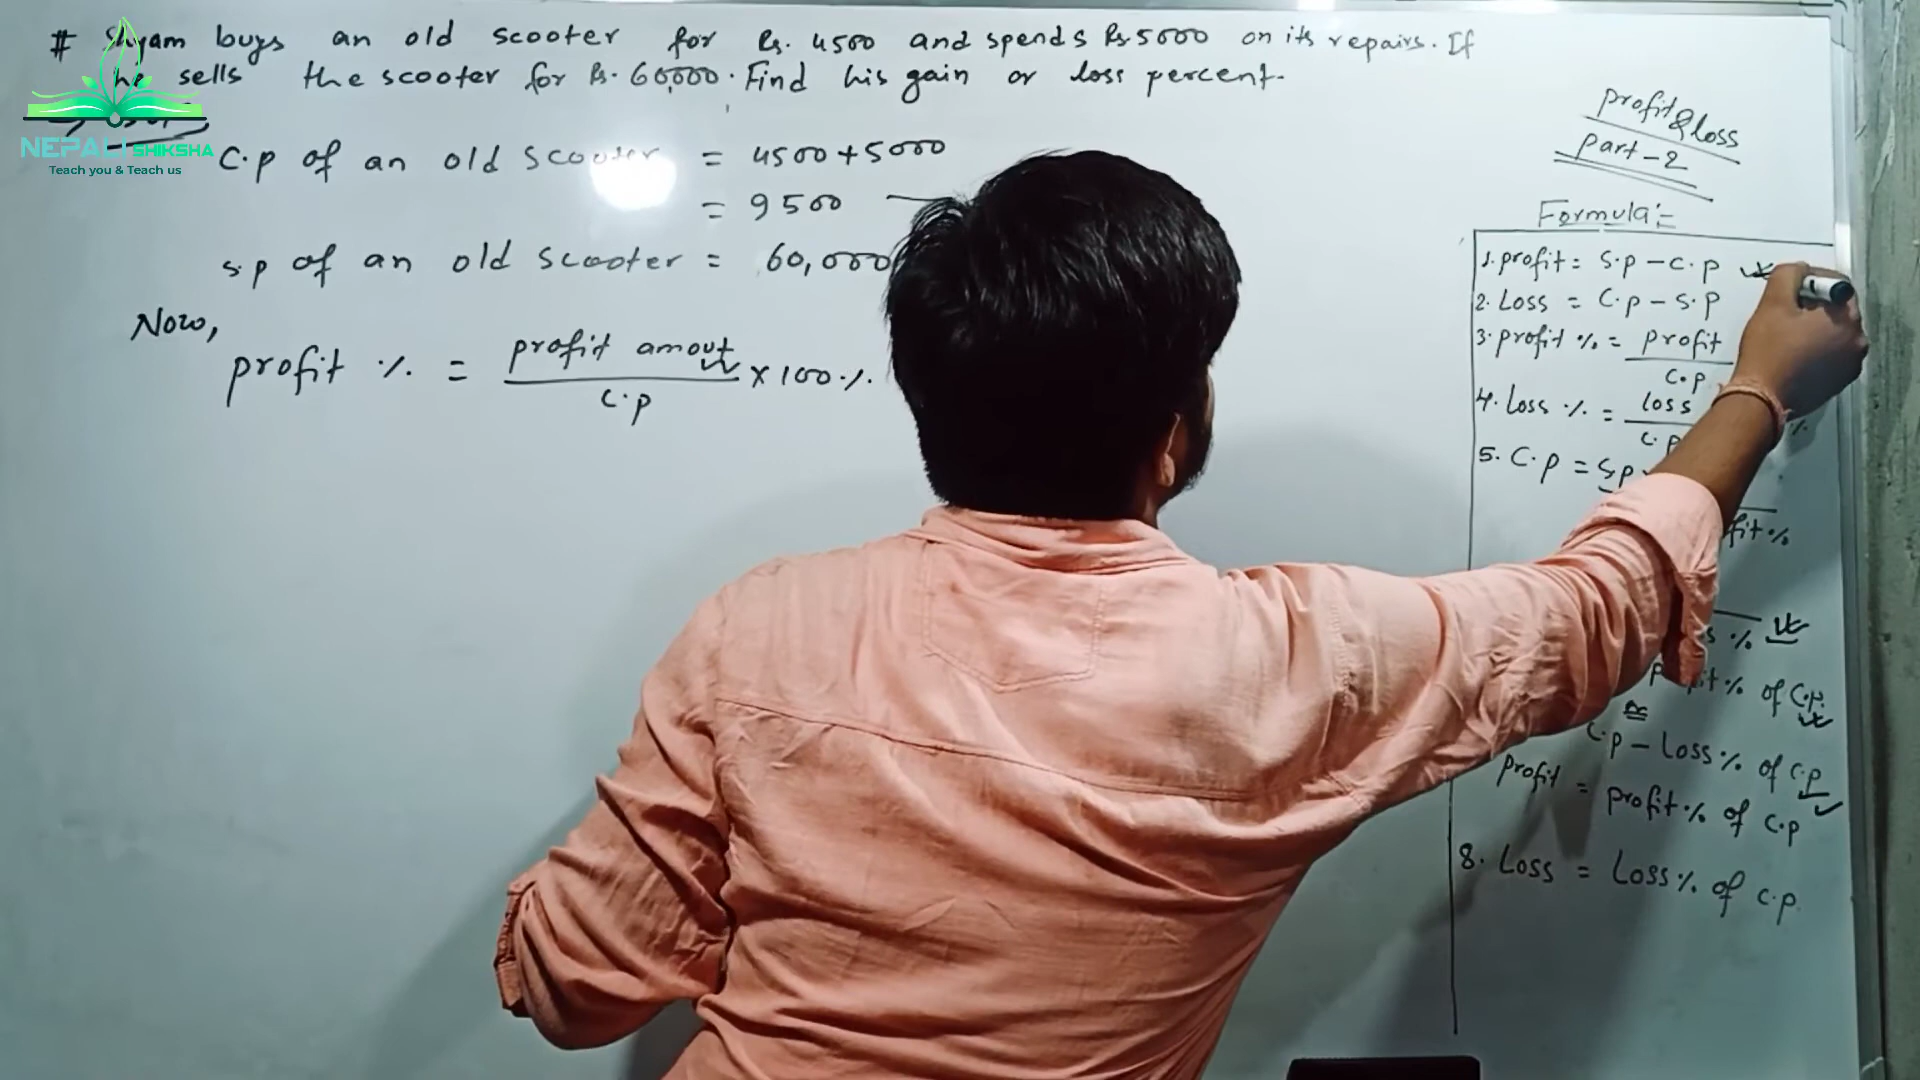 # Shyam buys an old scooter for Rs. 4500 and spends Rs.5000 on its repairs. If
he sells the scooter for Rs. 60,000. Find his gain or loss percent.
NEPALI SHIKSHA
Teach you & Teach us
C.p of an old scooter = 4500+5000
= 9500
s.p of an old scooter = 60,000
Now,
profit % = profit amout / c.p × 100%
profit & loss
part-2
Formula:=
1. profit = S.p - C.p
2. Loss = C.p - S.p
3. profit % = profit / c.p
4. Loss % = loss / c.p %
5. C.p = S.p
fit %
s %
profit % of C.p.
or
C.p - Loss % of C.p
profit = profit % of C.p
8. Loss = Loss % of C.p.